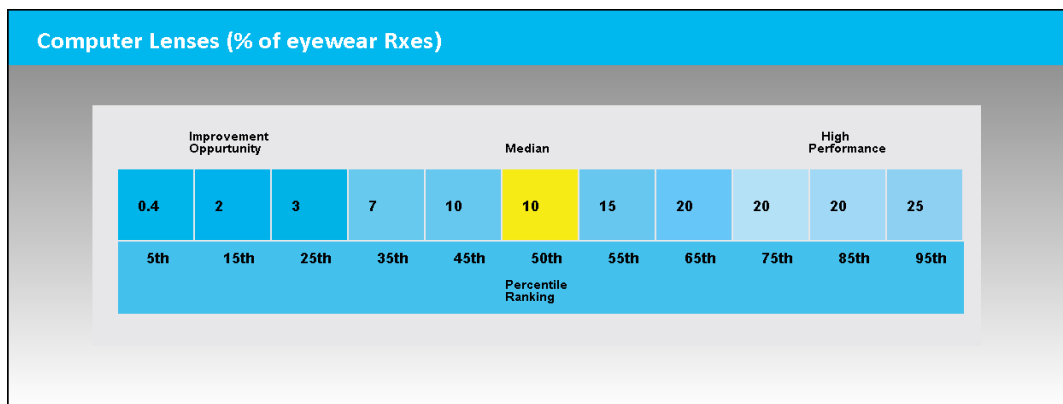 Computer Lenses (% of eyewear Rxes)
Improvement
Oppurtunity
Median
High
Performance
0.4 2 3 7 10 10 15 20 20 20 25
5th 15th 25th 35th 45th 50th 55th 65th 75th 85th 95th
Percentile
Ranking